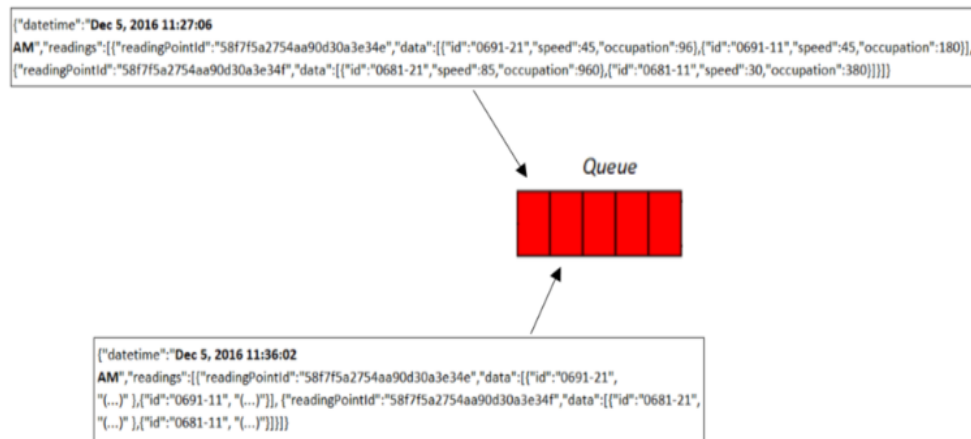 {"datetime":"Dec 5, 2016 11:27:06
AM","readings":[{"readingPointId":"58f7f5a2754aa90d30a3e34e","data":[{"id":"0691-21","speed":45,"occupation":96},{"id":"0691-11","speed":45,"occupation":180}]},
{"readingPointId":"58f7f5a2754aa90d30a3e34f","data":[{"id":"0681-21","speed":85,"occupation":960},{"id":"0681-11","speed":30,"occupation":380}]}]}
Queue
{"datetime":"Dec 5, 2016 11:36:02
AM","readings":[{"readingPointId":"58f7f5a2754aa90d30a3e34e","data":[{"id":"0691-21",
"(...)" },{"id":"0691-11", "(...)"}]}, {"readingPointId":"58f7f5a2754aa90d30a3e34f","data":[{"id":"0681-21",
"(...)" },{"id":"0681-11", "(...)"}]}]}